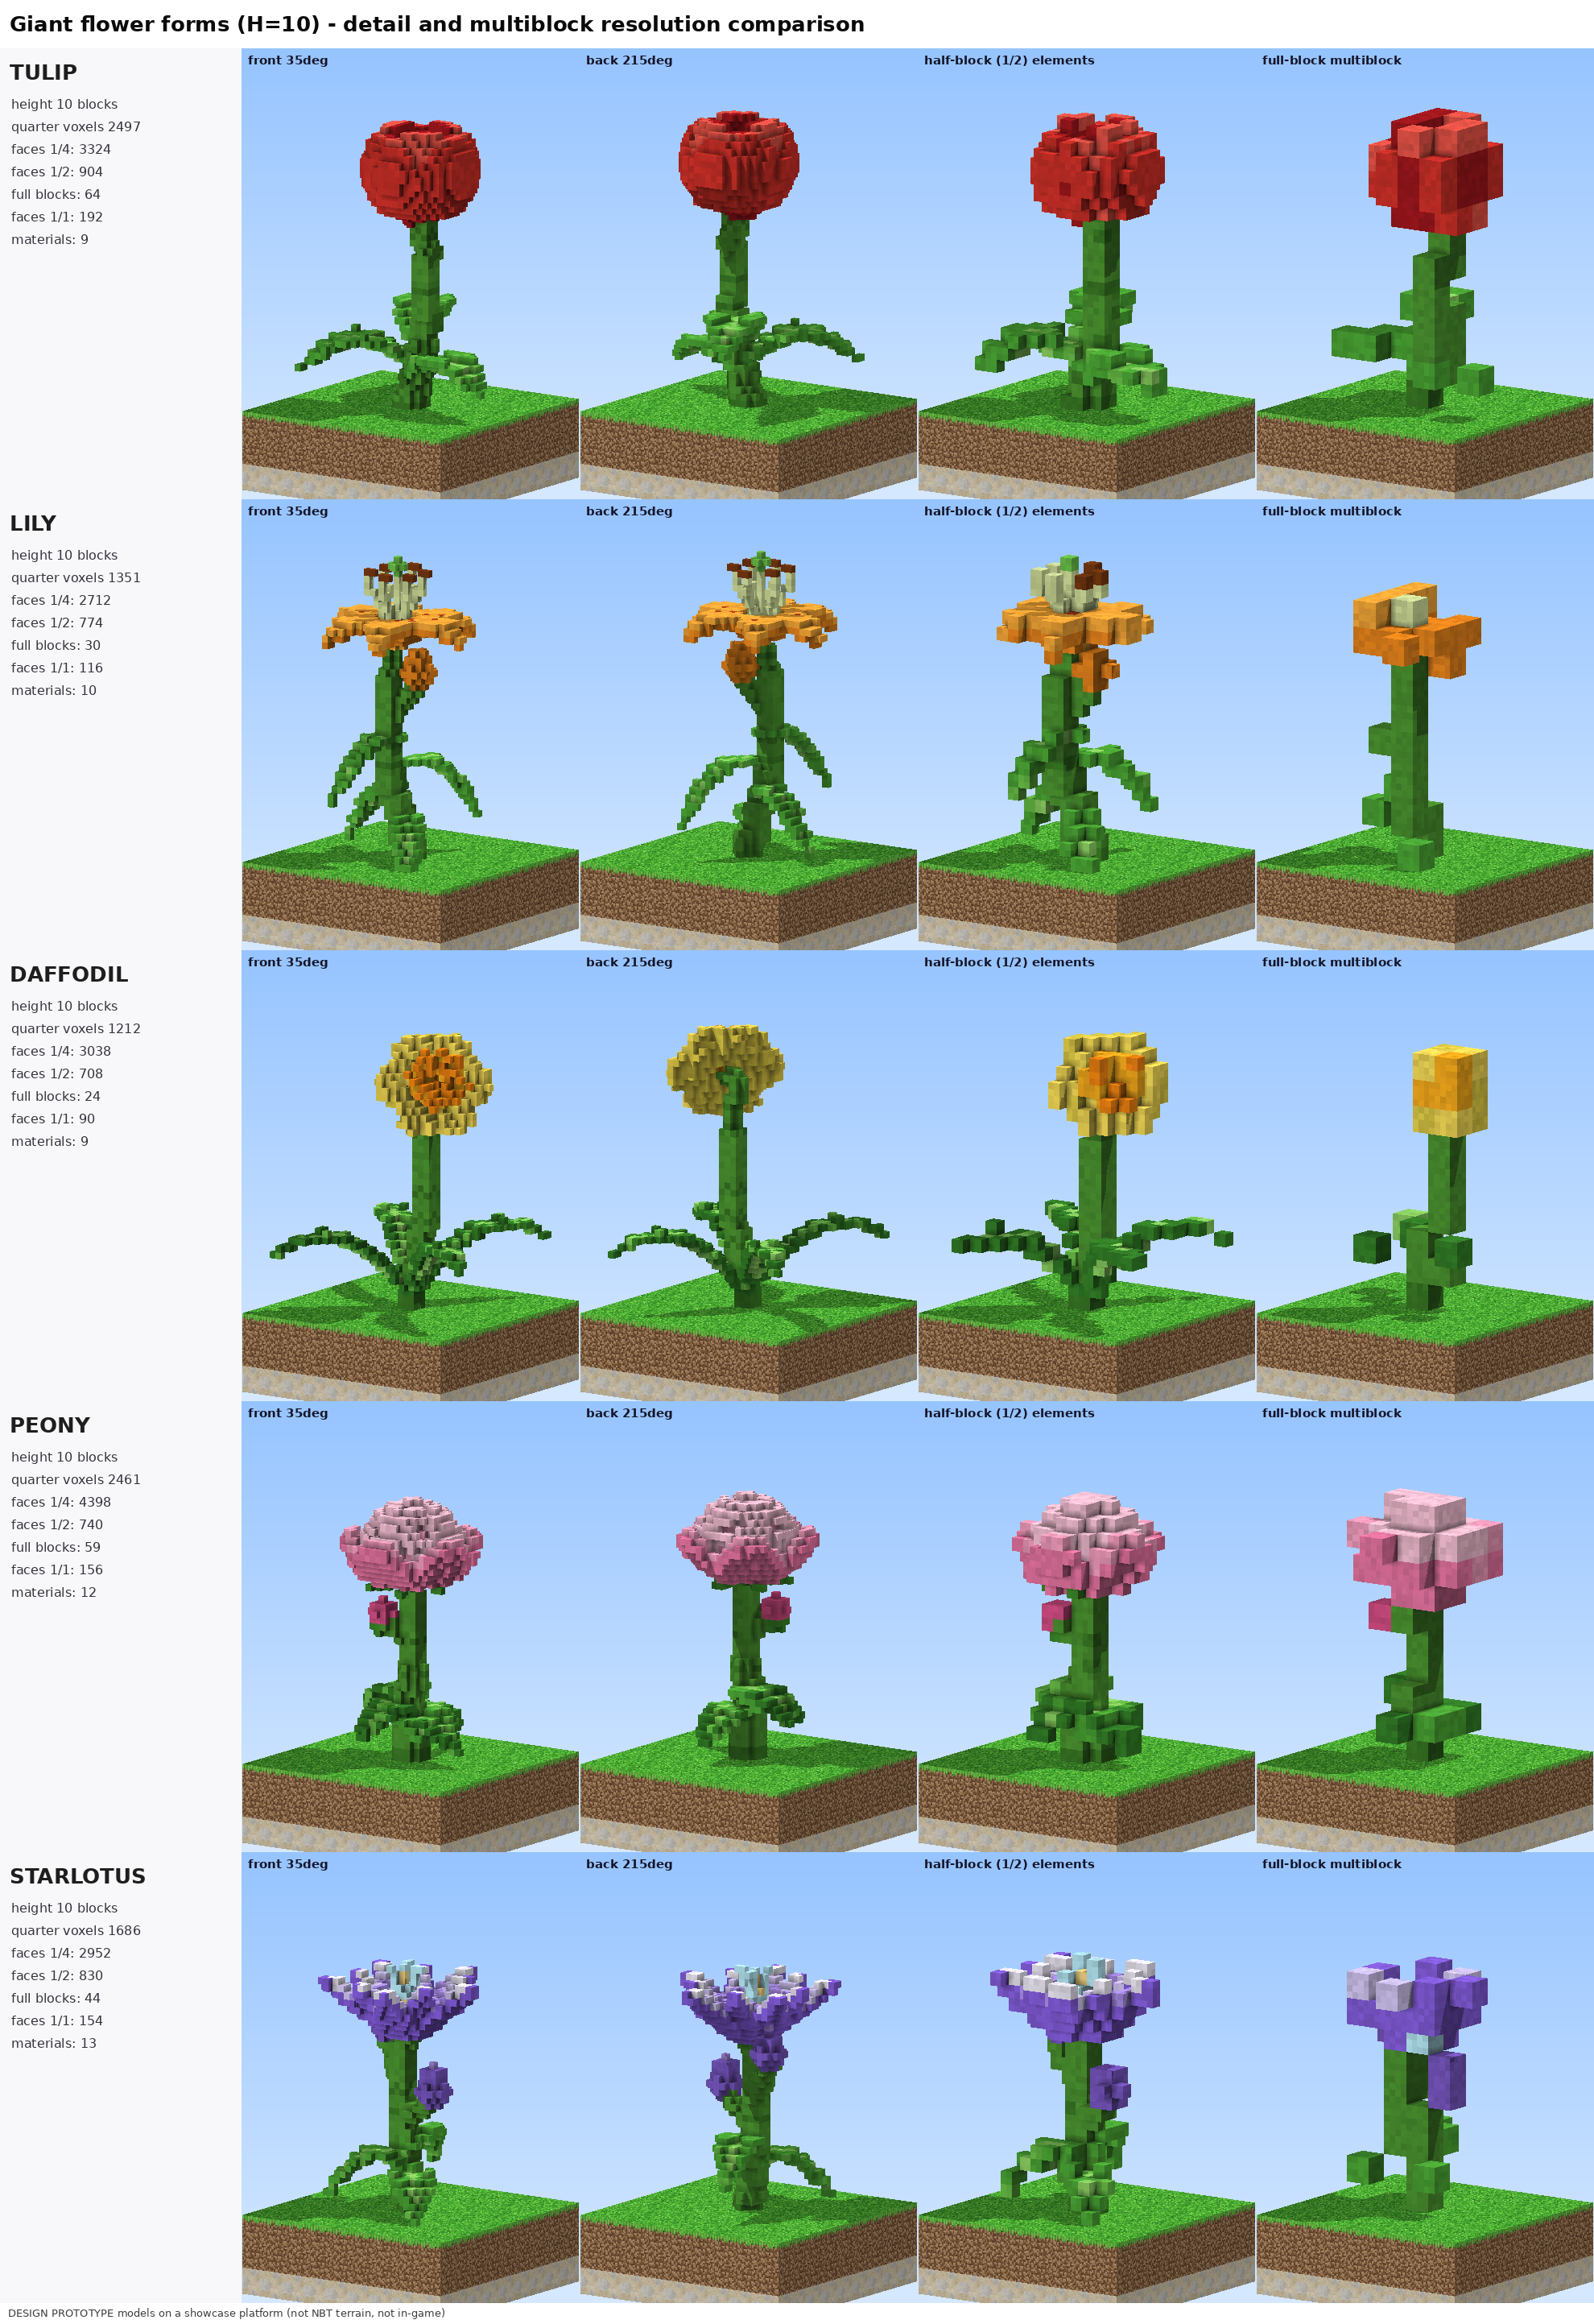 Giant flower forms (H=10) - detail and multiblock resolution comparison
TULIP
height 10 blocks
quarter voxels 2497
faces 1/4: 3324
faces 1/2: 904
full blocks: 64
faces 1/1: 192
materials: 9
front 35deg
back 215deg
half-block (1/2) elements
full-block multiblock
LILY
height 10 blocks
quarter voxels 1351
faces 1/4: 2712
faces 1/2: 774
full blocks: 30
faces 1/1: 116
materials: 10
front 35deg
back 215deg
half-block (1/2) elements
full-block multiblock
DAFFODIL
height 10 blocks
quarter voxels 1212
faces 1/4: 3038
faces 1/2: 708
full blocks: 24
faces 1/1: 90
materials: 9
front 35deg
back 215deg
half-block (1/2) elements
full-block multiblock
PEONY
height 10 blocks
quarter voxels 2461
faces 1/4: 4398
faces 1/2: 740
full blocks: 59
faces 1/1: 156
materials: 12
front 35deg
back 215deg
half-block (1/2) elements
full-block multiblock
STARLOTUS
height 10 blocks
quarter voxels 1686
faces 1/4: 2952
faces 1/2: 830
full blocks: 44
faces 1/1: 154
materials: 13
front 35deg
back 215deg
half-block (1/2) elements
full-block multiblock
DESIGN PROTOTYPE models on a showcase platform (not NBT terrain, not in-game)